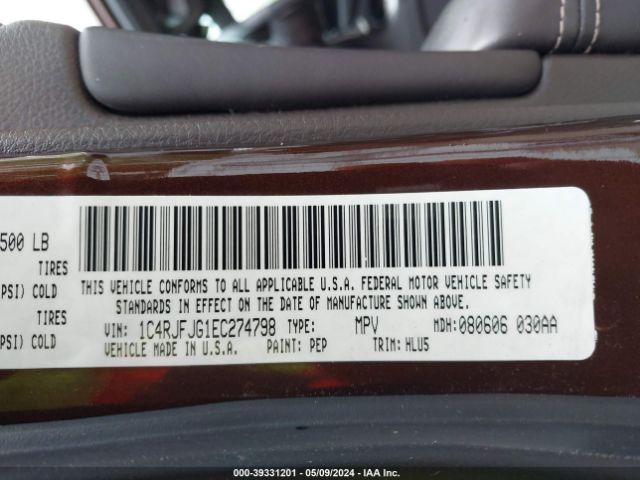 500 LB
TIRES
PSI) COLD
TIRES
PSI) COLD
THIS VEHICLE CONFORMS TO ALL APPLICABLE U.S.A. FEDERAL MOTOR VEHICLE SAFETY
STANDARDS IN EFFECT ON THE DATE OF MANUFACTURE SHOWN ABOVE.
VIN: 1C4RJFJG1EC274798 TYPE: MPV MDH:080606 030AA
VEHICLE MADE IN U.S.A. PAINT: PEP TRIM:HLU5
000-39331201 - 05/09/2024 - IAA Inc.